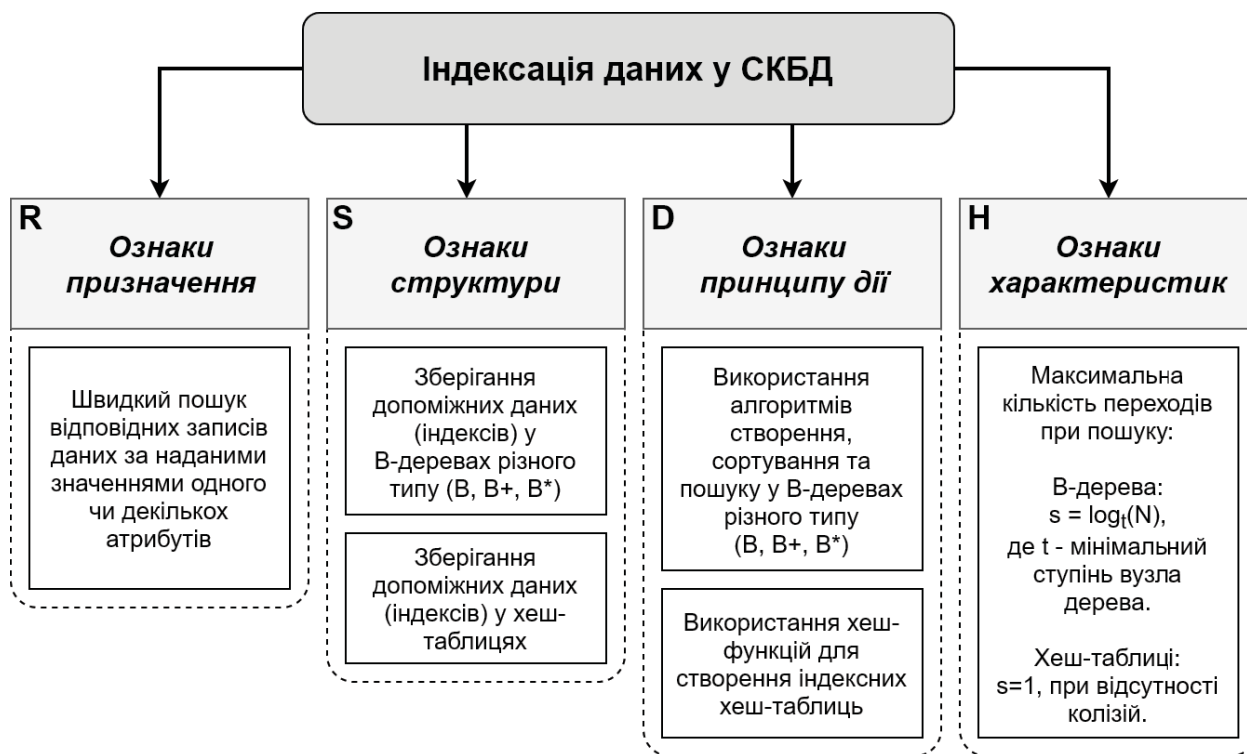 Індексація даних у СКБД
R
Ознаки
призначення
Швидкий пошук
відповідних записів
даних за наданими
значеннями одного
чи декількох
атрибутів
S
Ознаки
структури
Зберігання
допоміжних даних
(індексів) у
В-деревах різного
типу (B, B+, B*)
Зберігання
допоміжних даних
(індексів) у хеш-
таблицях
D
Ознаки
принципу дії
Використання
алгоритмів
створення,
сортування та
пошуку у В-деревах
різного типу
(B, B+, B*)
Використання хеш-
функцій для
створення індексних
хеш-таблиць
H
Ознаки
характеристик
Максимальна
кількість переходів
при пошуку:
В-дерева:
s = logₜ(N),
де t - мінімальний
ступінь вузла
дерева.
Хеш-таблиці:
s=1, при відсутності
колізій.